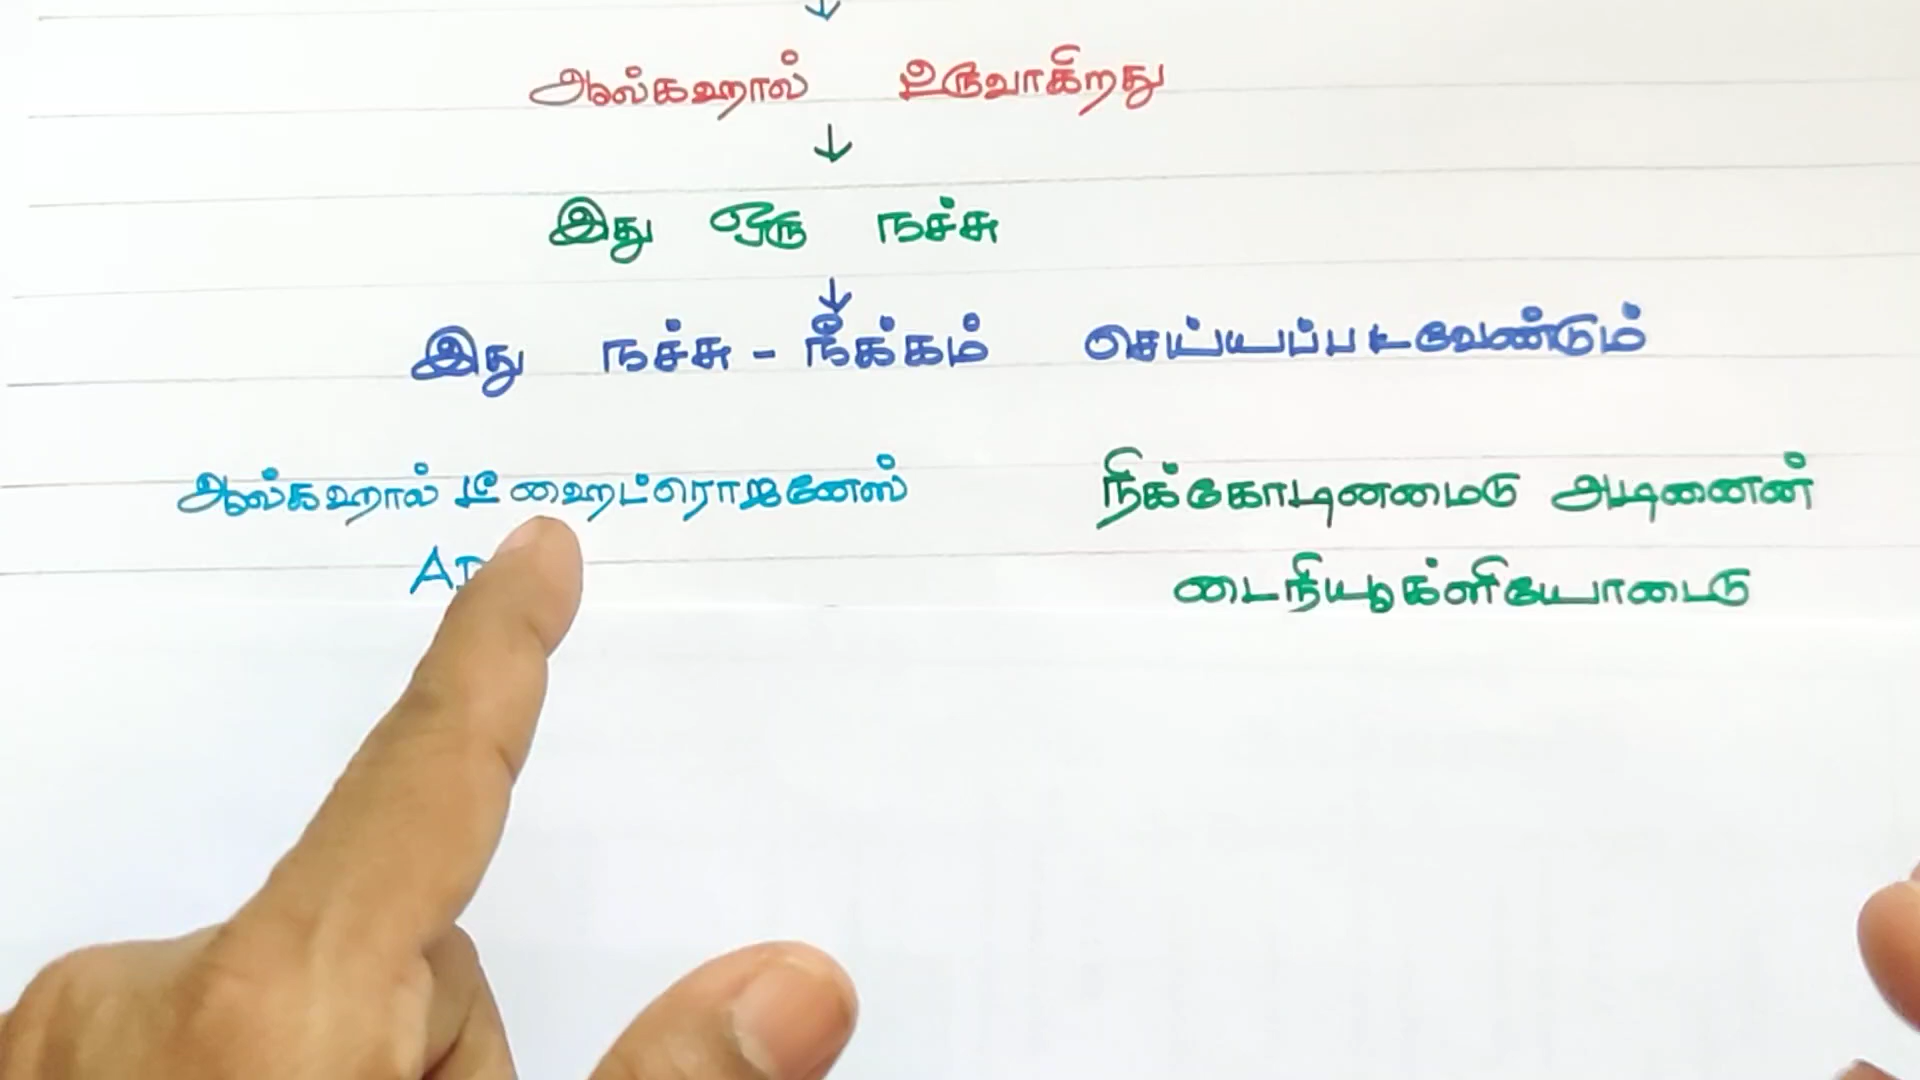 ஆல்கஹால் உருவாகிறது
இது ஒரு நச்சு
இது நச்சு - நீக்கம் செய்யப்படவேண்டும்
ஆல்கஹால் டீஹைட்ரொஜனேஸ் நிக்கோடினமைடு அடினைன்
டைநியூக்ளியோடைடு